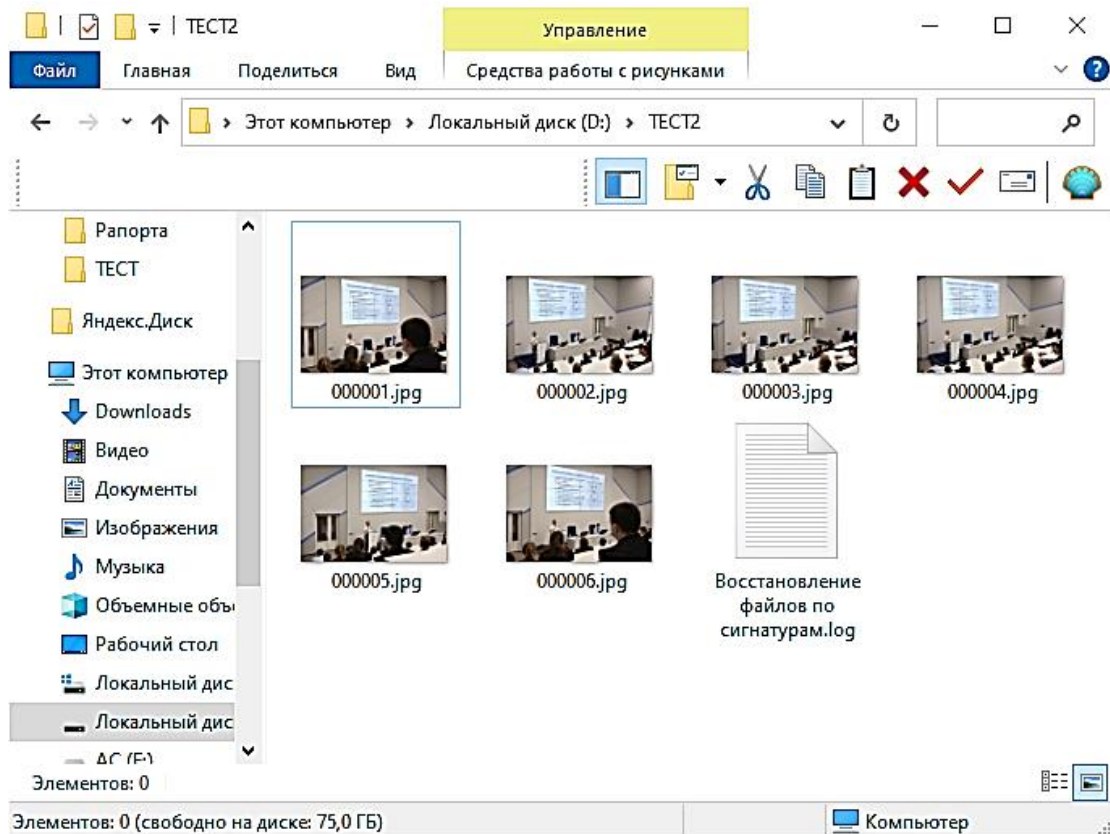 ТЕСТ2
Управление
Файл
Главная
Поделиться
Вид
Средства работы с рисунками
Этот компьютер
Локальный диск (D:)
ТЕСТ2
Рапорта
ТЕСТ
Яндекс.Диск
Этот компьютер
Downloads
Видео
Документы
Изображения
Музыка
Объемные объ
Рабочий стол
Локальный дис
Локальный дис
000001.jpg
000002.jpg
000003.jpg
000004.jpg
000005.jpg
000006.jpg
Восстановление
файлов по
сигнатурам.log
Элементов: 0
Элементов: 0 (свободно на диске: 75,0 ГБ)
Компьютер